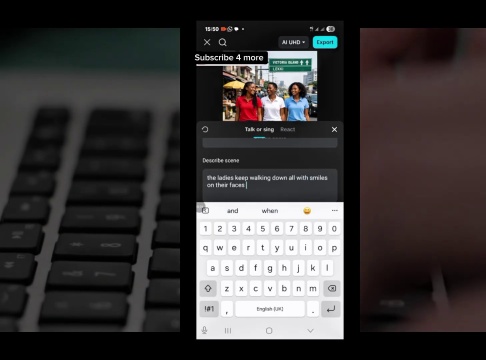 15:50
AI UHD
Export
Subscribe 4 more
VICTORIA ISLAND
LEKKI
Talk or sing React
Describe scene
the ladies keep walking down all with smiles
on their faces
and when
1 2 3 4 5 6 7 8 9 0
q w e r t y u i o p
a s d f g h j k l
z x c v b n m
!#1 , English (UK) .